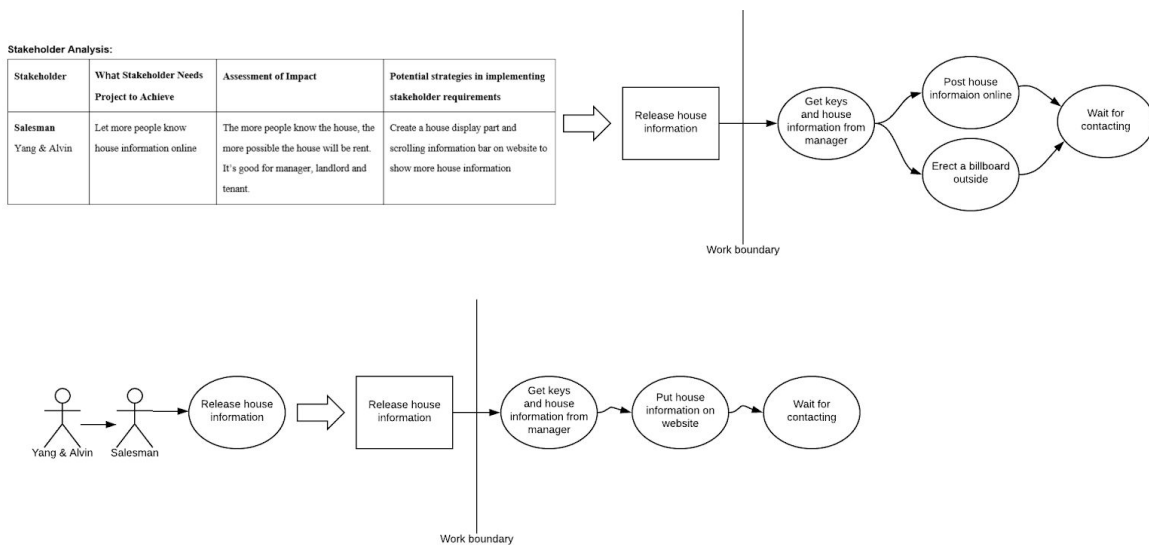 Stakeholder Analysis:
Stakeholder
What Stakeholder Needs
Project to Achieve
Assessment of Impact
Potential strategies in implementing
stakeholder requirements
Salesman
Yang & Alvin
Let more people know
house information online
The more people know the house, the
more possible the house will be rent.
It's good for manager, landlord and
tenant.
Create a house display part and
scrolling information bar on website to
show more house information
Release house
information
Get keys
and house
information from
manager
Post house
informaion online
Erect a billboard
outside
Wait for
contacting
Work boundary
Yang & Alvin
Salesman
Release house
information
Release house
information
Get keys
and house
information from
manager
Put house
information on
website
Wait for
contacting
Work boundary